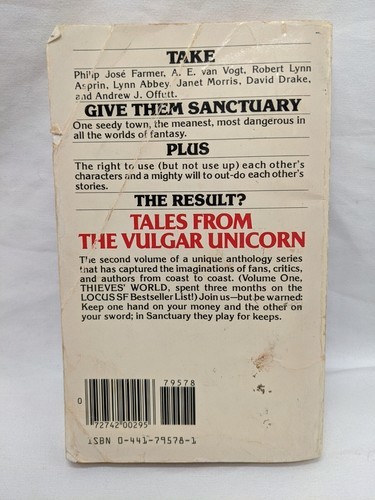 TAKE
Philip José Farmer, A. E. van Vogt, Robert Lynn
Asprin, Lynn Abbey, Janet Morris, David Drake,
and Andrew J. Offutt.
GIVE THEM SANCTUARY
One seedy town, the meanest, most dangerous in
all the worlds of fantasy.
PLUS
The right to use (but not use up) each other's
characters and a mighty will to out-do each other's
stories.
THE RESULT?
TALES FROM
THE VULGAR UNICORN
The second volume of a unique anthology series
that has captured the imaginations of fans, critics,
and authors from coast to coast. (Volume One,
THIEVES' WORLD, spent three months on the
LOCUS SF Bestseller List!) Join us—but be warned:
Keep one hand on your money and the other on
your sword; in Sanctuary they play for keeps.
79578
0
72742 00295
ISBN 0-441-79578-1